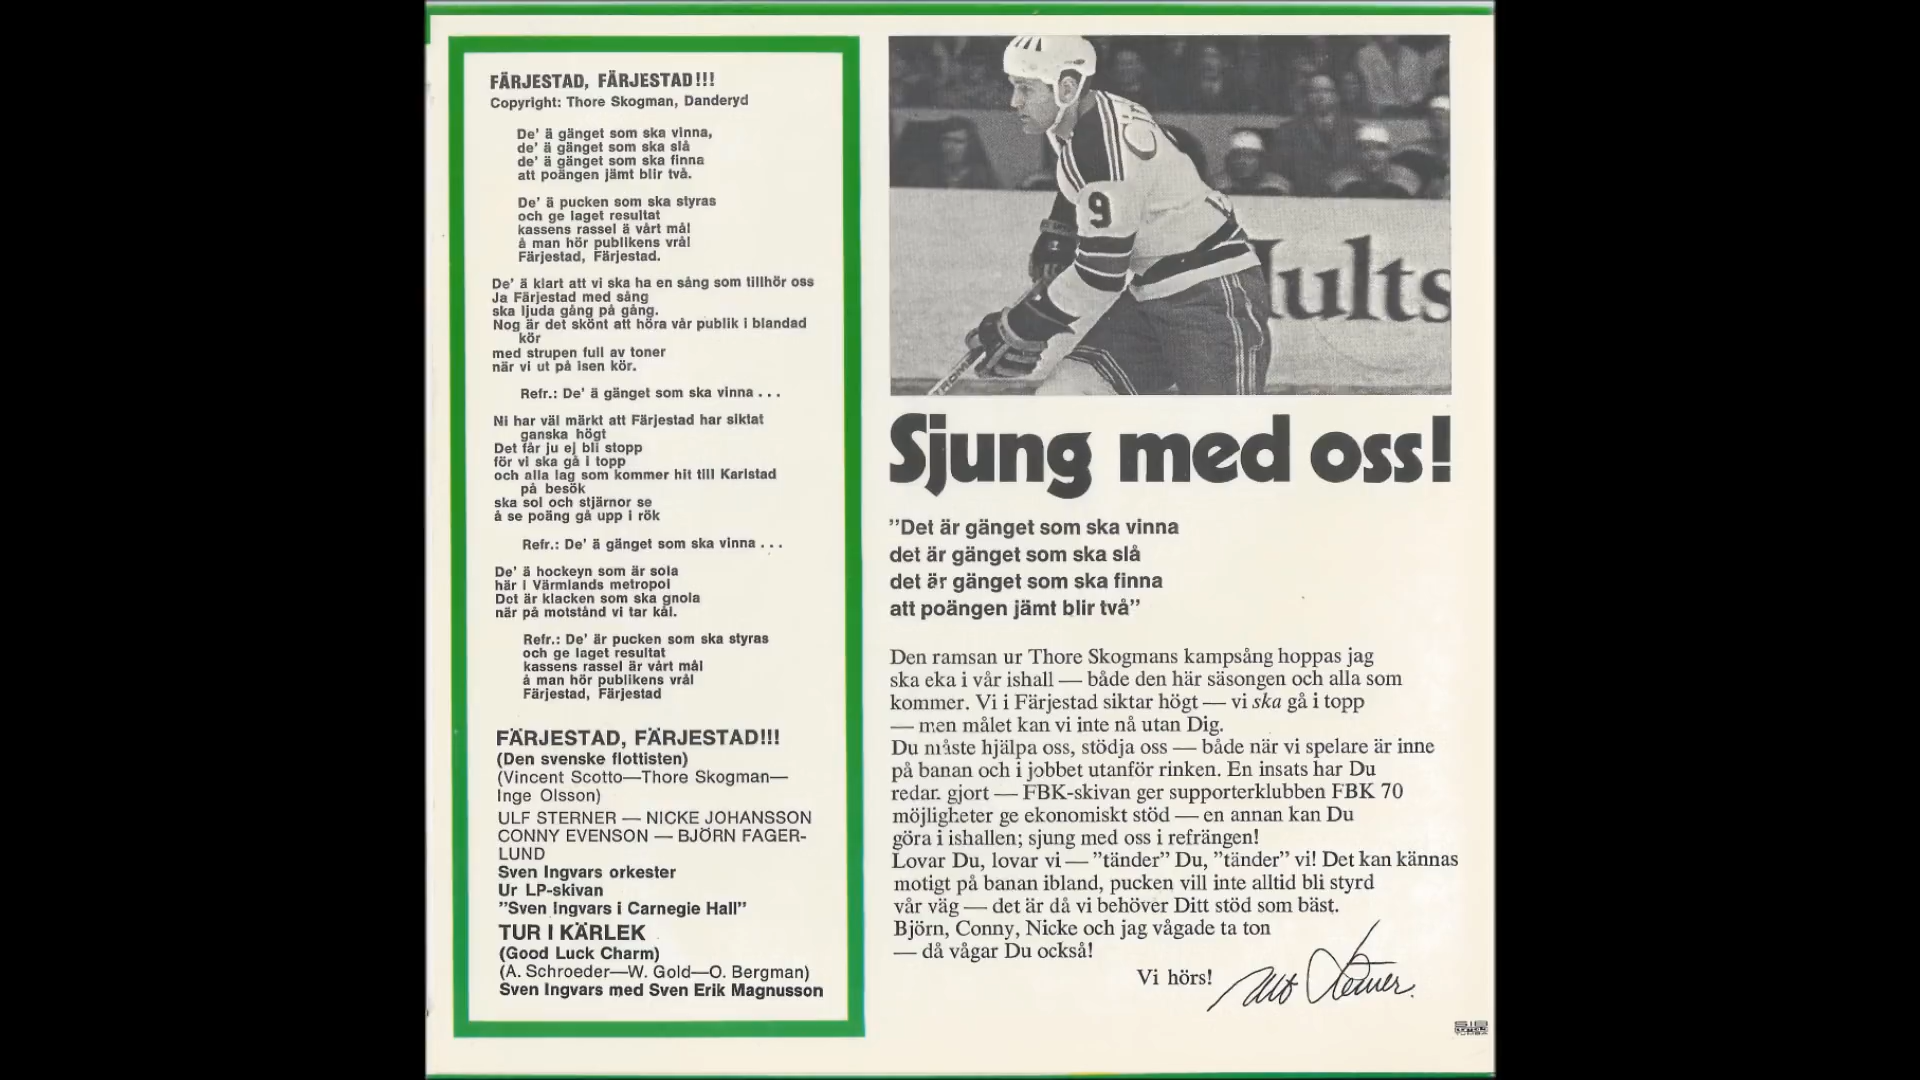 FÄRJESTAD, FÄRJESTAD!!!
Copyright: Thore Skogman, Danderyd
De' ä gänget som ska vinna,
de' ä gänget som ska slå
de' ä gänget som ska finna
att poängen jämt blir två.
De' ä pucken som ska styras
och ge laget resultat
kassens rassel ä vårt mål
å man hör publikens vrål
Färjestad, Färjestad.
De' ä klart att vi ska ha en sång som tillhör oss
Ja Färjestad med sång
ska ljuda gång på gång.
Nog är det skönt att höra vår publik i blandad
kör
med strupen full av toner
när vi ut på isen kör.
Refr.: De' ä gänget som ska vinna . . .
Ni har väl märkt att Färjestad har siktat
ganska högt
Det får ju ej bli stopp
för vi ska gå i topp
och alla lag som kommer hit till Karlstad
på besök
ska sol och stjärnor se
å se poäng gå upp i rök
Refr.: De' ä gänget som ska vinna . . .
De' ä hockeyn som är sola
här i Värmlands metropol
Det är klacken som ska gnola
när på motstånd vi tar kål.
Refr.: De' är pucken som ska styras
och ge laget resultat
kassens rassel är vårt mål
å man hör publikens vrål
Färjestad, Färjestad
FÄRJESTAD, FÄRJESTAD!!!
(Den svenske flottisten)
(Vincent Scotto—Thore Skogman—
Inge Olsson)
ULF STERNER — NICKE JOHANSSON
CONNY EVENSON — BJÖRN FAGER-
LUND
Sven Ingvars orkester
Ur LP-skivan
"Sven Ingvars i Carnegie Hall"
TUR I KÄRLEK
(Good Luck Charm)
(A. Schroeder—W. Gold—O. Bergman)
Sven Ingvars med Sven Erik Magnusson
9
ults
Sjung med oss!
"Det är gänget som ska vinna
det är gänget som ska slå
det är gänget som ska finna
att poängen jämt blir två"
Den ramsan ur Thore Skogmans kampsång hoppas jag
ska eka i vår ishall — både den här säsongen och alla som
kommer. Vi i Färjestad siktar högt — vi ska gå i topp
— men målet kan vi inte nå utan Dig.
Du måste hjälpa oss, stödja oss — både när vi spelare är inne
på banan och i jobbet utanför rinken. En insats har Du
redan gjort — FBK-skivan ger supporterklubben FBK 70
möjligheter ge ekonomiskt stöd — en annan kan Du
göra i ishallen; sjung med oss i refrängen!
Lovar Du, lovar vi — "tänder" Du, "tänder" vi! Det kan kännas
motigt på banan ibland, pucken vill inte alltid bli styrd
vår väg — det är då vi behöver Ditt stöd som bäst.
Björn, Conny, Nicke och jag vågade ta ton
— då vågar Du också!
Vi hörs! Ulf Sterner.